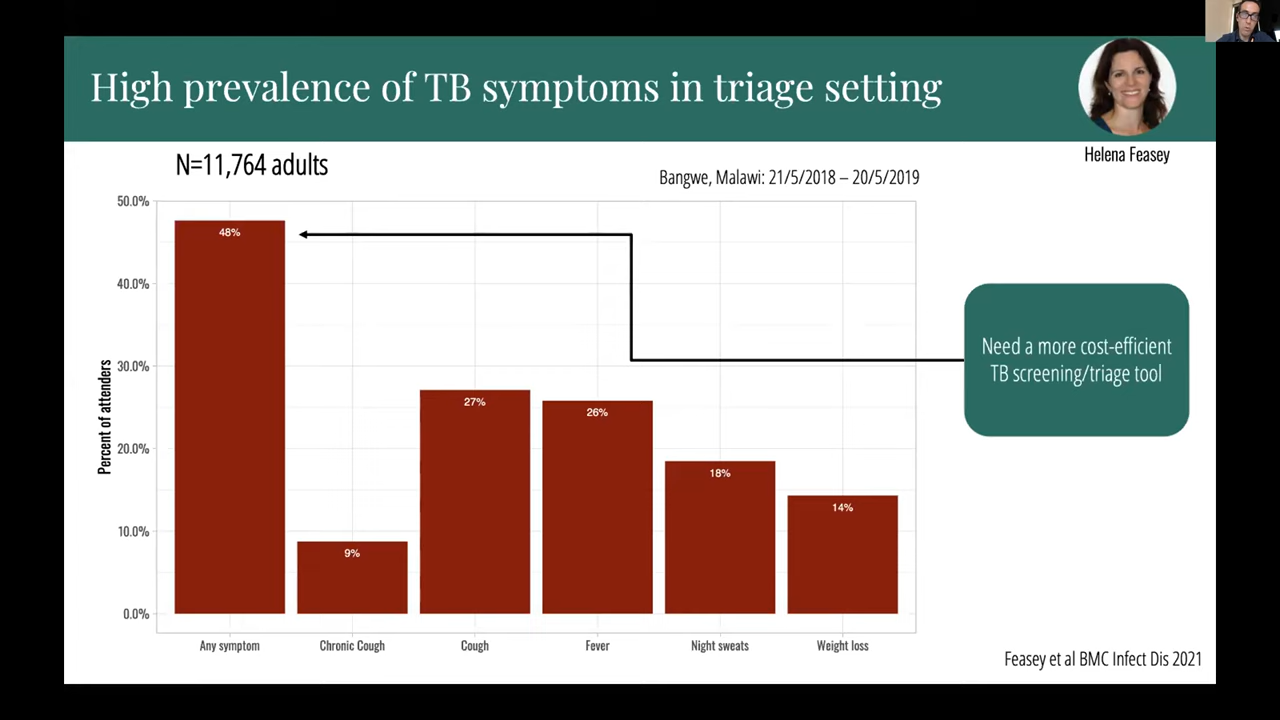 High prevalence of TB symptoms in triage setting
Helena Feasey
N=11,764 adults
Bangwe, Malawi: 21/5/2018 – 20/5/2019
50.0%
40.0%
30.0%
20.0%
10.0%
0.0%
Percent of attenders
48%
9%
27%
26%
18%
14%
Any symptom
Chronic Cough
Cough
Fever
Night sweats
Weight loss
Need a more cost-efficient
TB screening/triage tool
Feasey et al BMC Infect Dis 2021